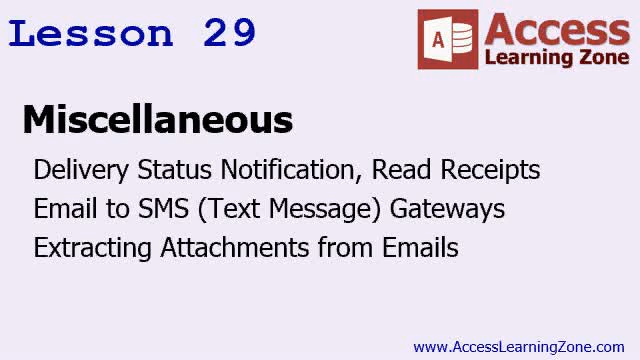 Lesson 29
A
Access
Learning Zone
Miscellaneous
Delivery Status Notification, Read Receipts
Email to SMS (Text Message) Gateways
Extracting Attachments from Emails
www.AccessLearningZone.com